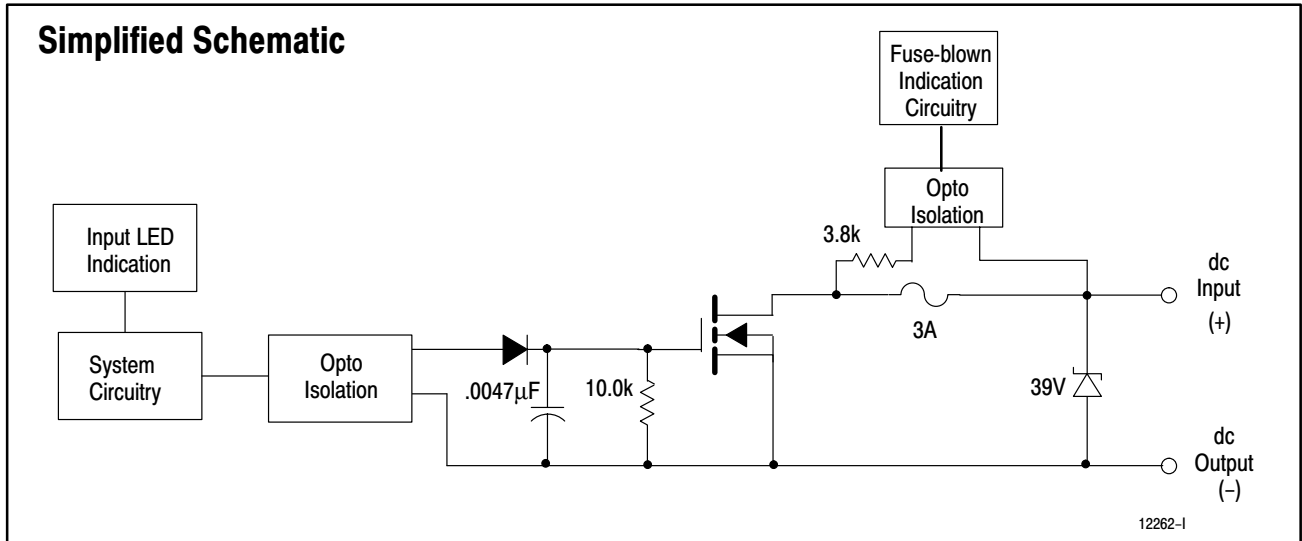 Simplified Schematic
Fuse-blown
Indication
Circuitry
Opto
Isolation
Input LED
Indication
3.8k
dc
Input
(+)
3A
System
Circuitry
Opto
Isolation
.0047µF
10.0k
39V
dc
Output
(−)
12262–I